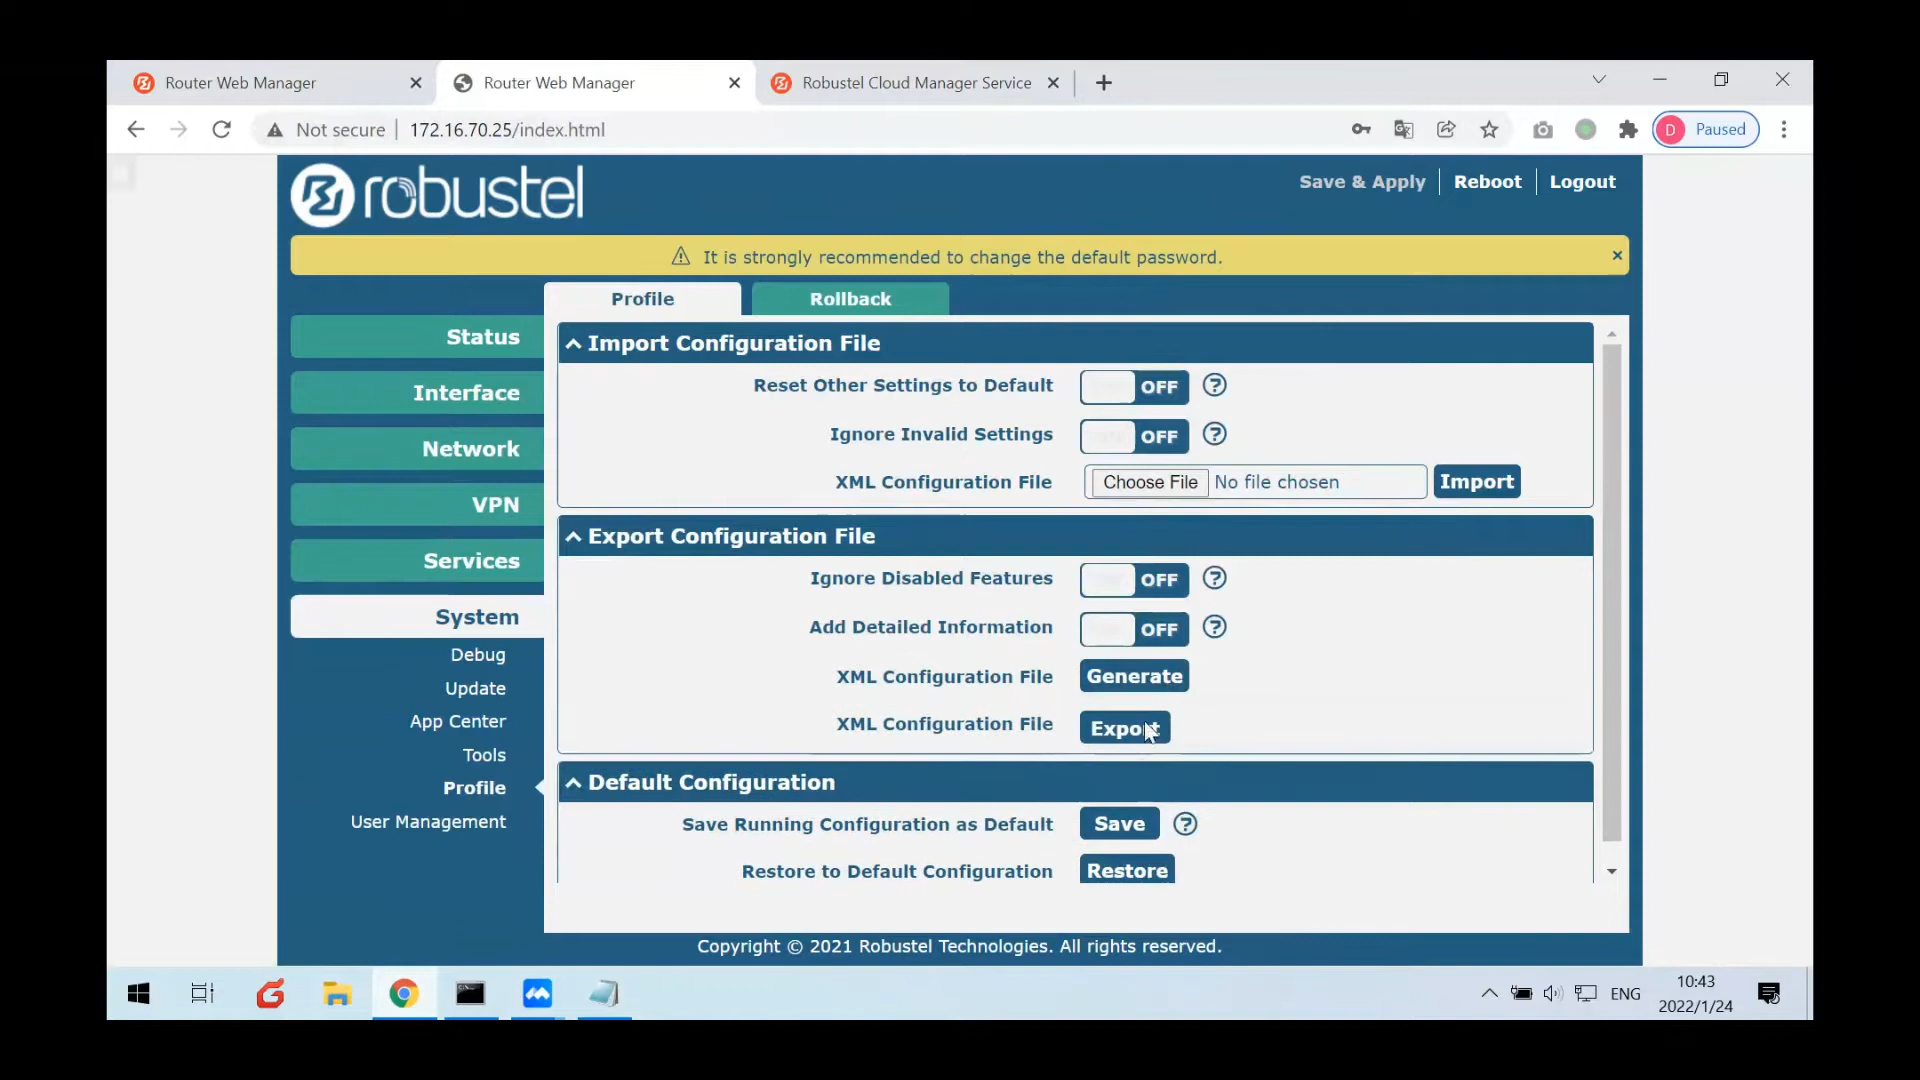 Router Web Manager
Router Web Manager
Robustel Cloud Manager Service
Not secure
172.16.70.25/index.html
D Paused
robustel
Save & Apply
Reboot
Logout
It is strongly recommended to change the default password.
Profile
Rollback
Status
Interface
Network
VPN
Services
System
Debug
Update
App Center
Tools
Profile
User Management
Import Configuration File
Reset Other Settings to Default OFF ?
Ignore Invalid Settings OFF ?
XML Configuration File Choose File No file chosen Import
Export Configuration File
Ignore Disabled Features OFF ?
Add Detailed Information OFF ?
XML Configuration File Generate
XML Configuration File Export
Default Configuration
Save Running Configuration as Default Save ?
Restore to Default Configuration Restore
Copyright © 2021 Robustel Technologies. All rights reserved.
ENG
10:43
2022/1/24